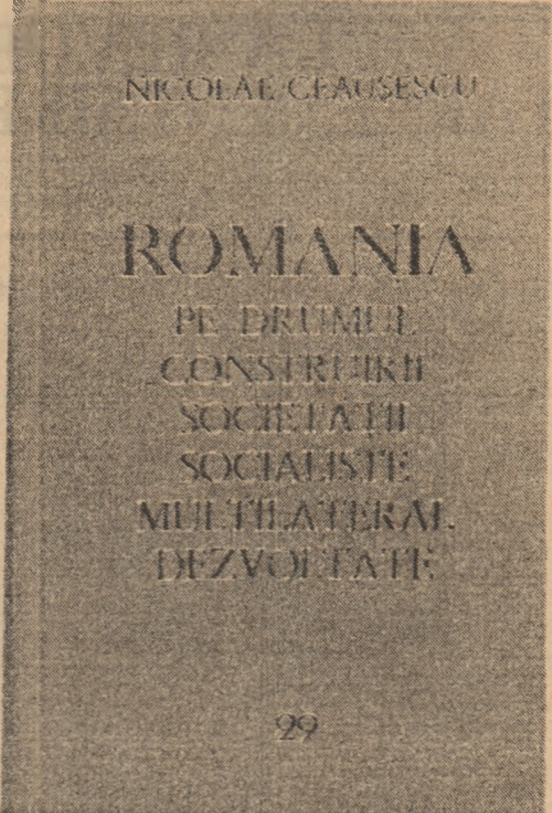 NICOLAE CEAUȘESCU
ROMANIA
PE DRUMUL
CONSTRUIRII
SOCIETĂȚII
SOCIALISTE
MULTILATERAL
DEZVOLTATE
29